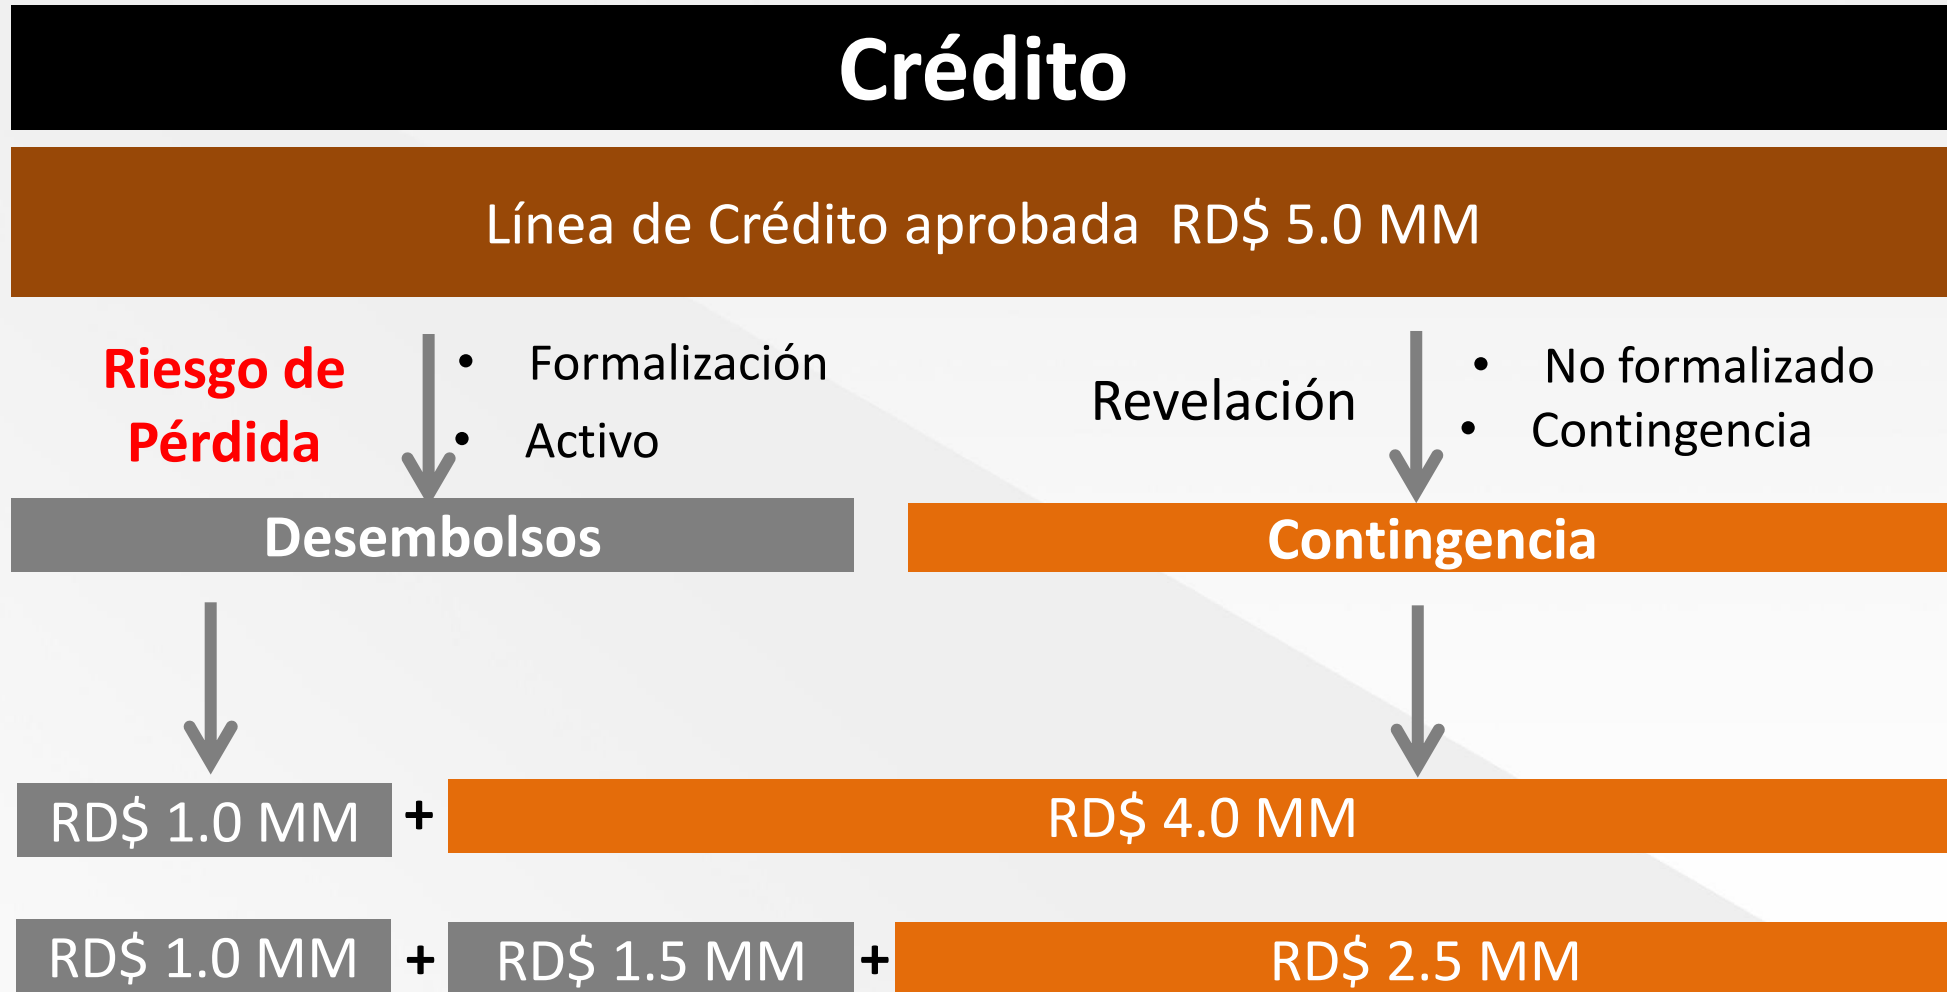 Crédito
Línea de Crédito aprobada RD$ 5.0 MM
Riesgo de
Pérdida
• Formalización
• Activo
Revelación
• No formalizado
• Contingencia
Desembolsos
Contingencia
RD$ 1.0 MM + RD$ 4.0 MM
RD$ 1.0 MM + RD$ 1.5 MM + RD$ 2.5 MM